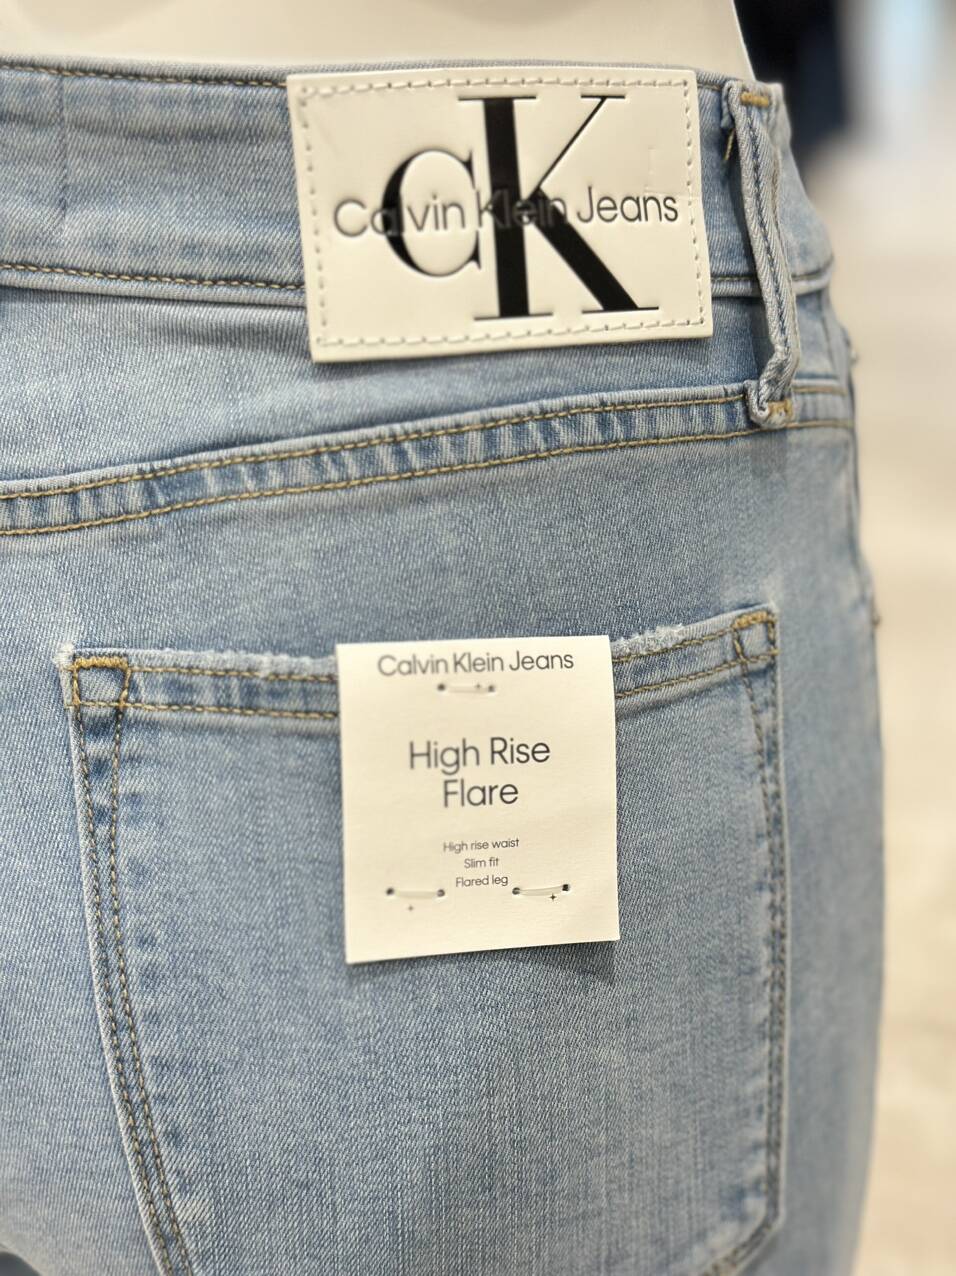 CK
Calvin Klein Jeans
Calvin Klein Jeans
High Rise
Flare
High rise waist
Slim fit
Flared leg